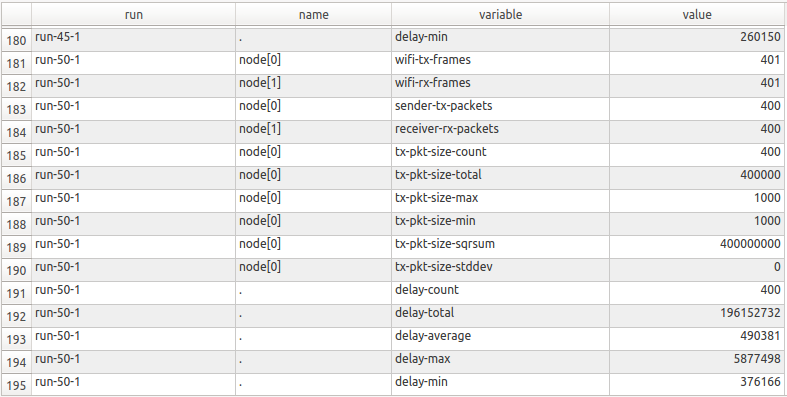 run name variable value
180 run-45-1 . delay-min 260150
181 run-50-1 node[0] wifi-tx-frames 401
182 run-50-1 node[1] wifi-rx-frames 401
183 run-50-1 node[0] sender-tx-packets 400
184 run-50-1 node[1] receiver-rx-packets 400
185 run-50-1 node[0] tx-pkt-size-count 400
186 run-50-1 node[0] tx-pkt-size-total 400000
187 run-50-1 node[0] tx-pkt-size-max 1000
188 run-50-1 node[0] tx-pkt-size-min 1000
189 run-50-1 node[0] tx-pkt-size-sqrsum 400000000
190 run-50-1 node[0] tx-pkt-size-stddev 0
191 run-50-1 . delay-count 400
192 run-50-1 . delay-total 196152732
193 run-50-1 . delay-average 490381
194 run-50-1 . delay-max 5877498
195 run-50-1 . delay-min 376166